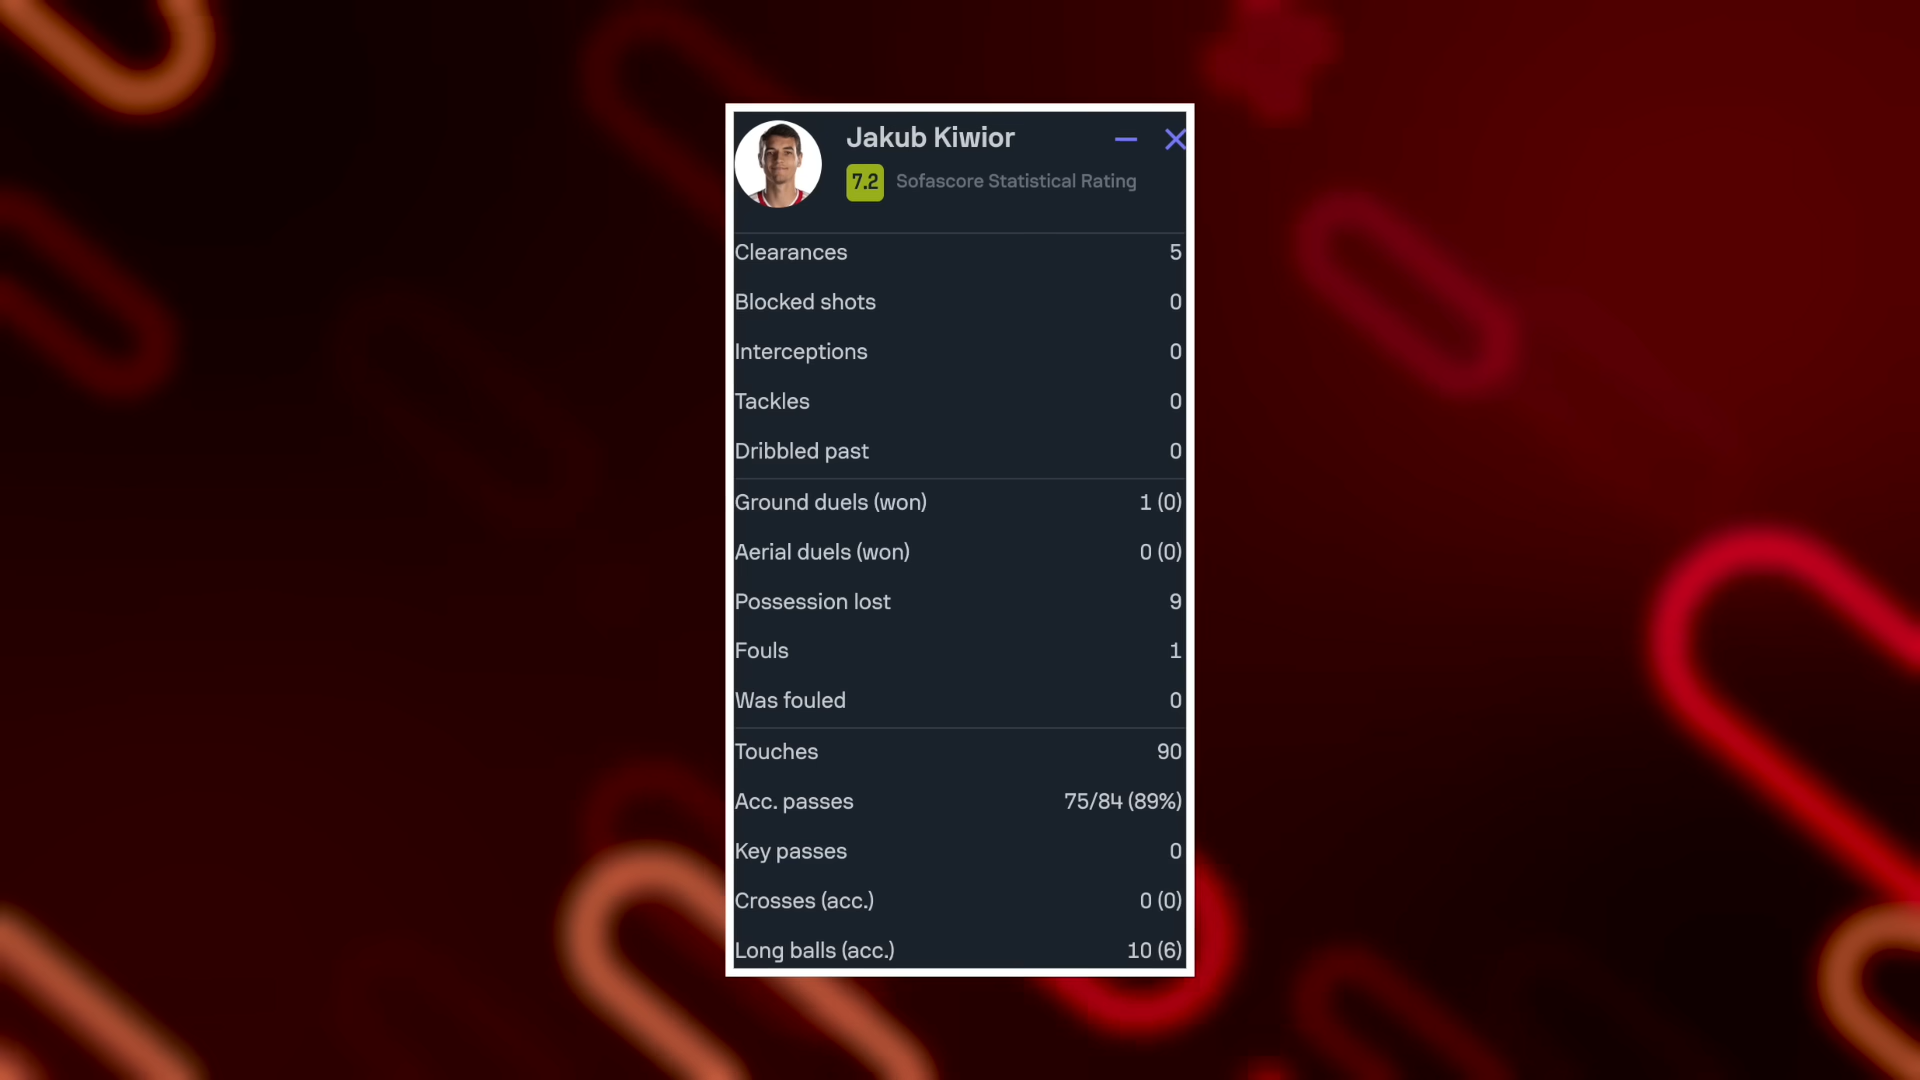 Jakub Kiwior
7.2 Sofascore Statistical Rating
Clearances 5
Blocked shots 0
Interceptions 0
Tackles 0
Dribbled past 0
Ground duels (won) 1 (0)
Aerial duels (won) 0 (0)
Possession lost 9
Fouls 1
Was fouled 0
Touches 90
Acc. passes 75/84 (89%)
Key passes 0
Crosses (acc.) 0 (0)
Long balls (acc.) 10 (6)